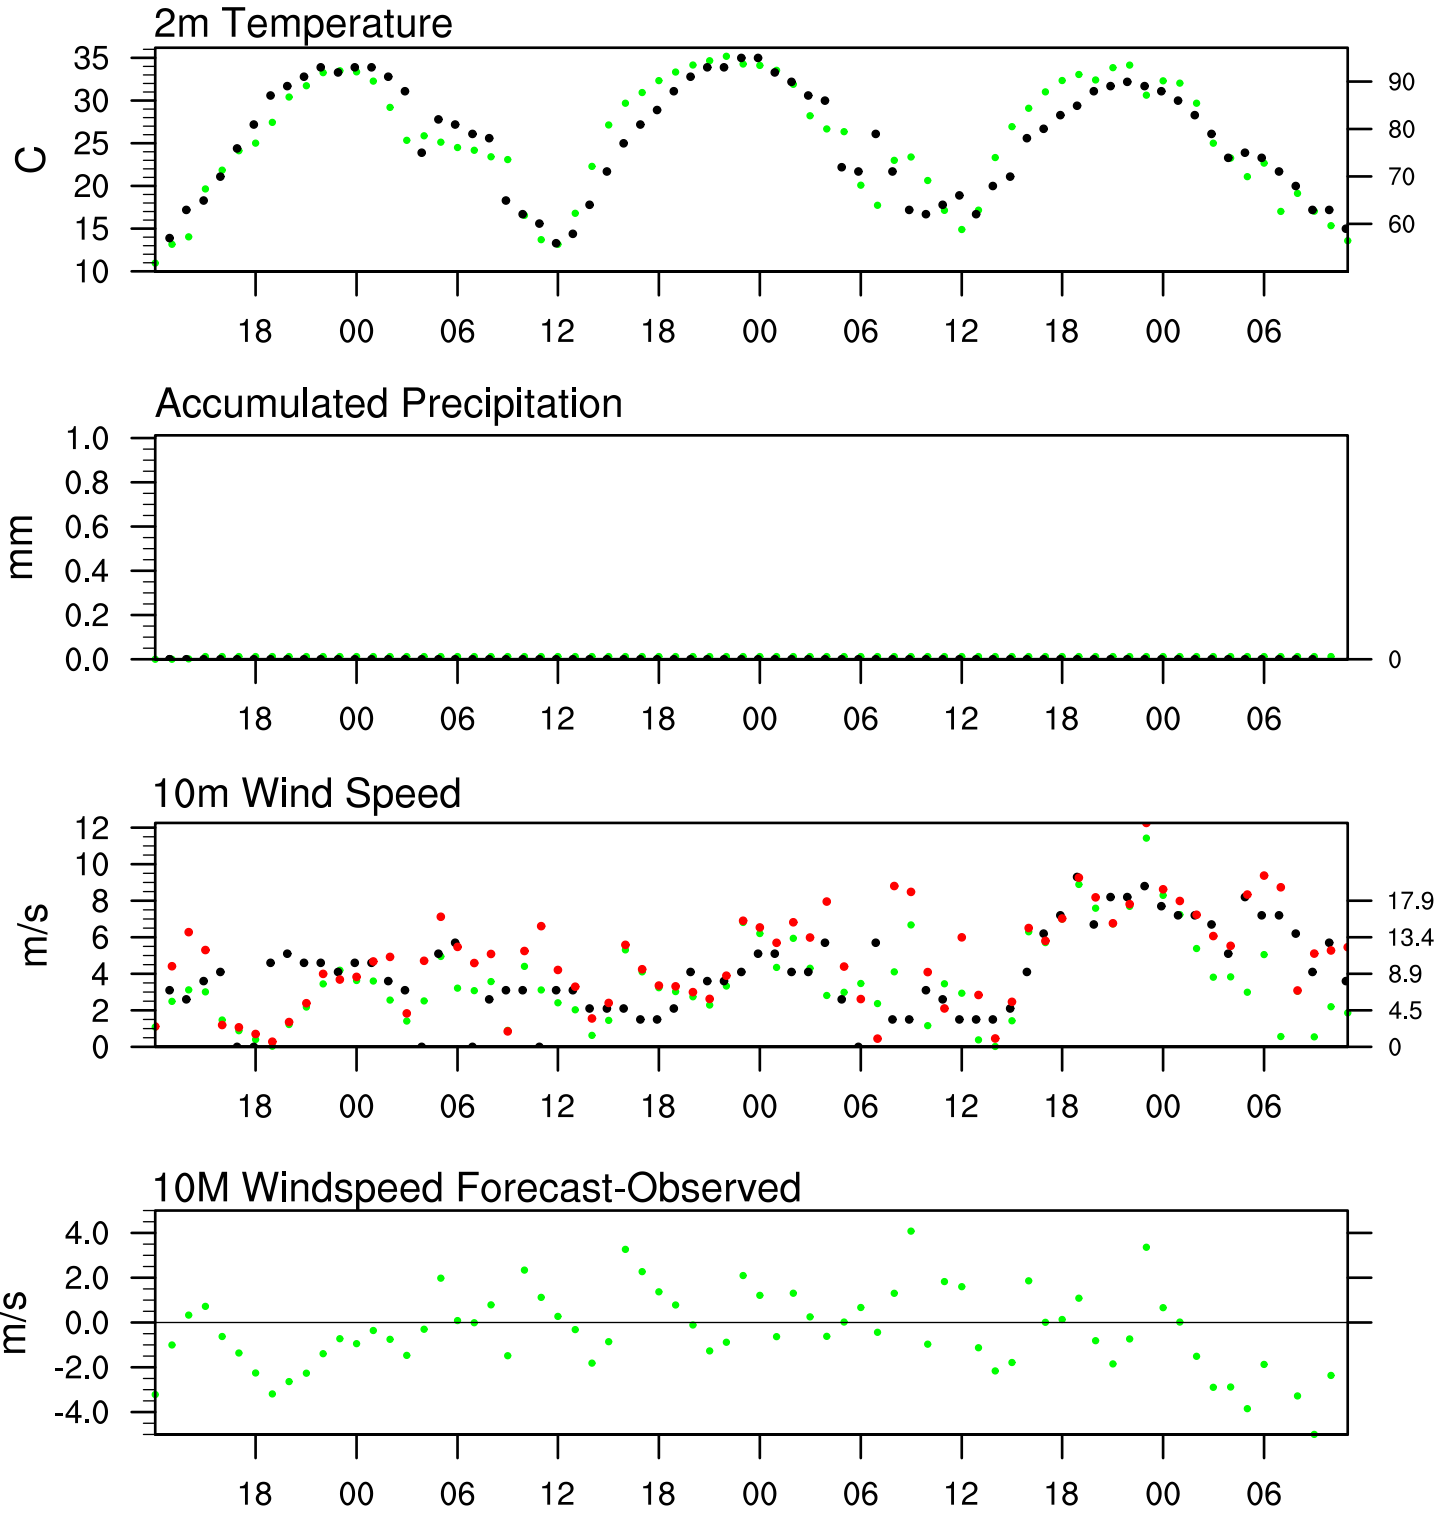 2m Temperature
35
30
25
20
15
10
C
90
80
70
60
18 00 06 12 18 00 06 12 18 00 06
Accumulated Precipitation
1.0
0.8
0.6
0.4
0.2
0.0
mm
0
18 00 06 12 18 00 06 12 18 00 06
10m Wind Speed
12
10
8
6
4
2
0
m/s
17.9
13.4
8.9
4.5
0
18 00 06 12 18 00 06 12 18 00 06
10M Windspeed Forecast-Observed
4.0
2.0
0.0
-2.0
-4.0
m/s
18 00 06 12 18 00 06 12 18 00 06